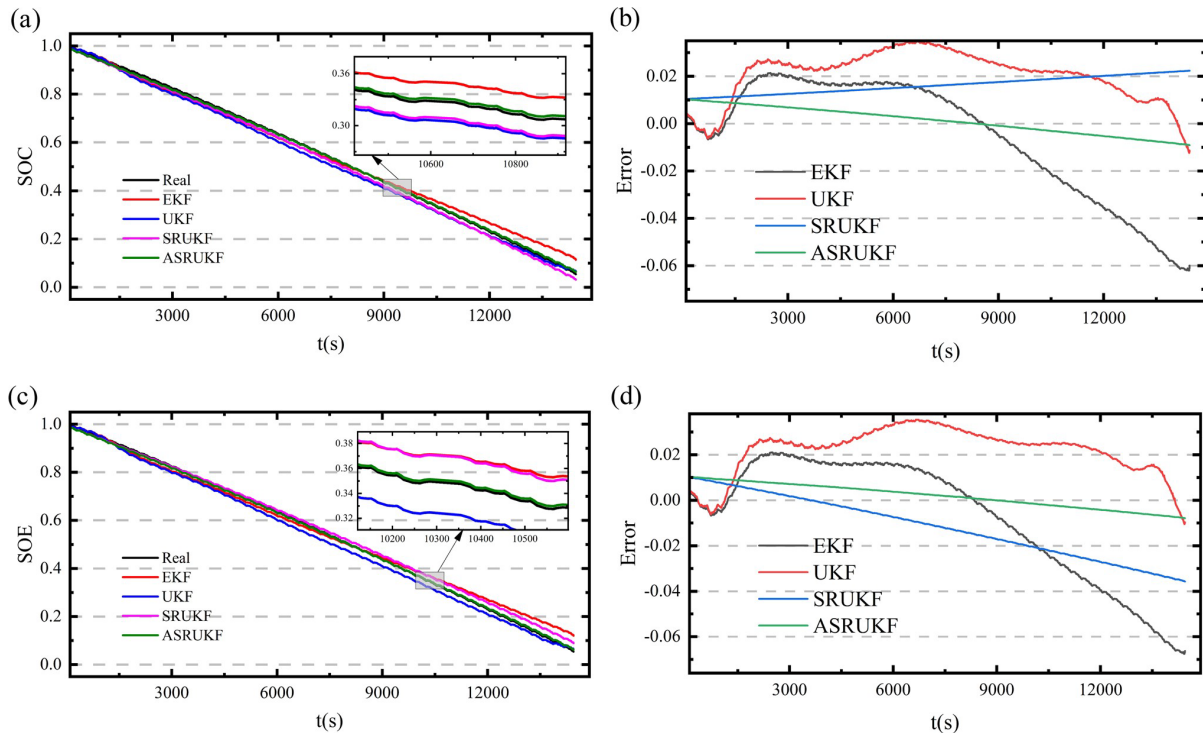 (a)
1.0
0.8
0.6
0.4
0.2
0.0
SOC
3000 6000 9000 12000
t(s)
Real
EKF
UKF
SRUKF
ASRUKF
0.36
0.30
10600 10800
(b)
0.02
0.00
-0.02
-0.04
-0.06
Error
3000 6000 9000 12000
t(s)
EKF
UKF
SRUKF
ASRUKF
(c)
1.0
0.8
0.6
0.4
0.2
0.0
SOE
3000 6000 9000 12000
t(s)
Real
EKF
UKF
SRUKF
ASRUKF
0.38
0.36
0.34
0.33
0.32
10200 10300 10400 10500
(d)
0.02
0.00
-0.02
-0.04
-0.06
Error
3000 6000 9000 12000
t(s)
EKF
UKF
SRUKF
ASRUKF